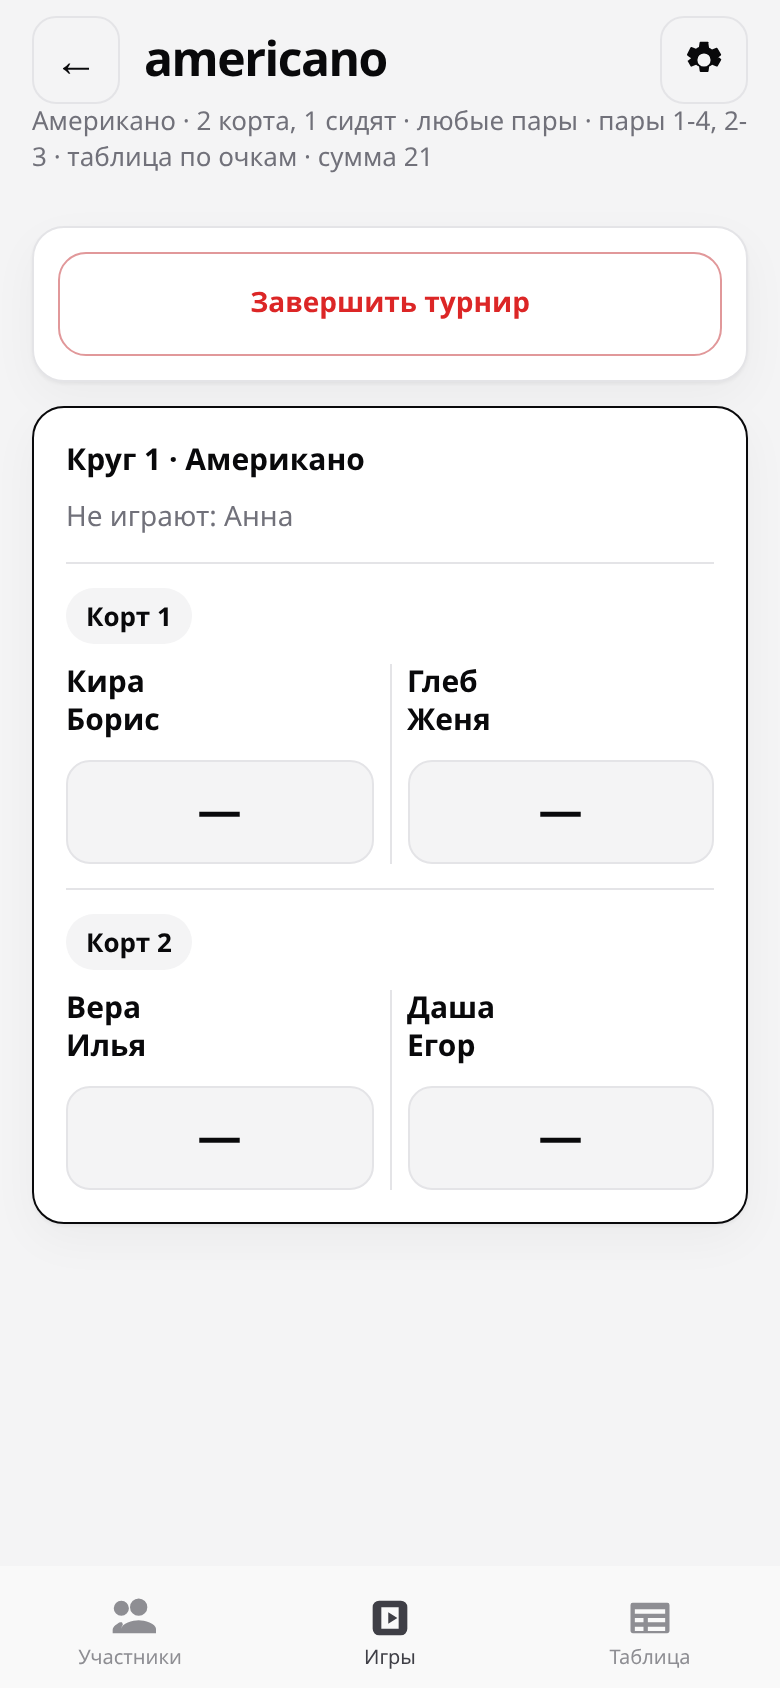 ←
americano
Американо · 2 корта, 1 сидят · любые пары · пары 1-4, 2-
3 · таблица по очкам · сумма 21
Завершить турнир
Круг 1 · Американо
Не играют: Анна
Корт 1
Кира
Борис
Глеб
Женя
—
—
Корт 2
Вера
Илья
Даша
Егор
—
—
Участники
Игры
Таблица